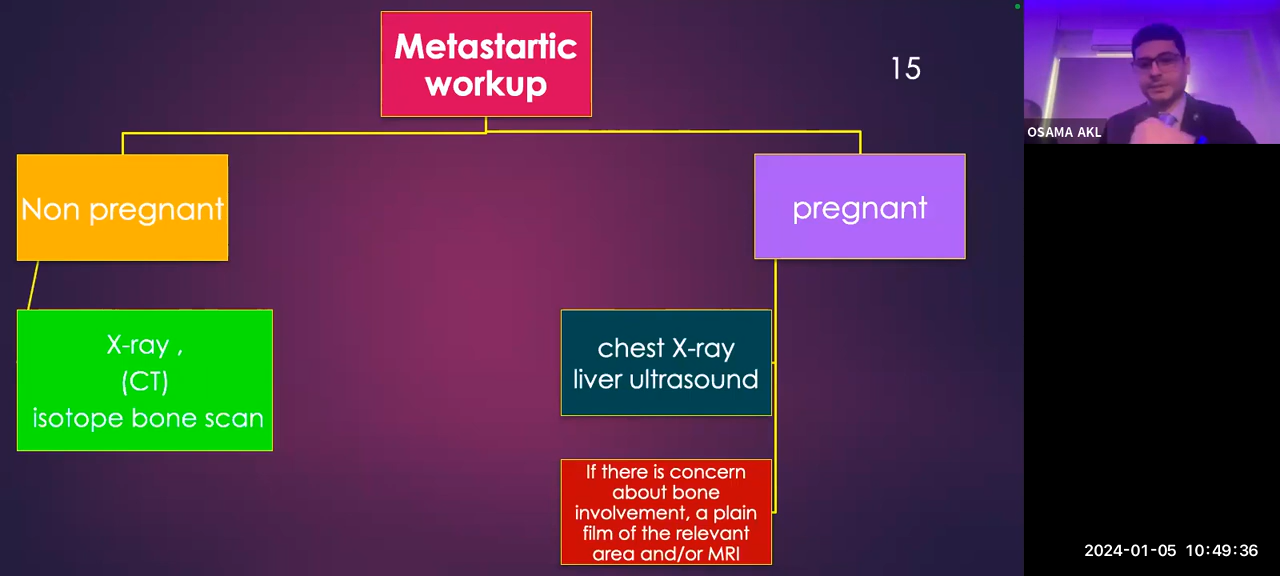 Metastartic
workup
15
OSAMA AKL
Non pregnant
pregnant
X-ray ,
(CT)
isotope bone scan
chest X-ray
liver ultrasound
If there is concern
about bone
involvement, a plain
film of the relevant
area and/or MRI
2024-01-05 10:49:36